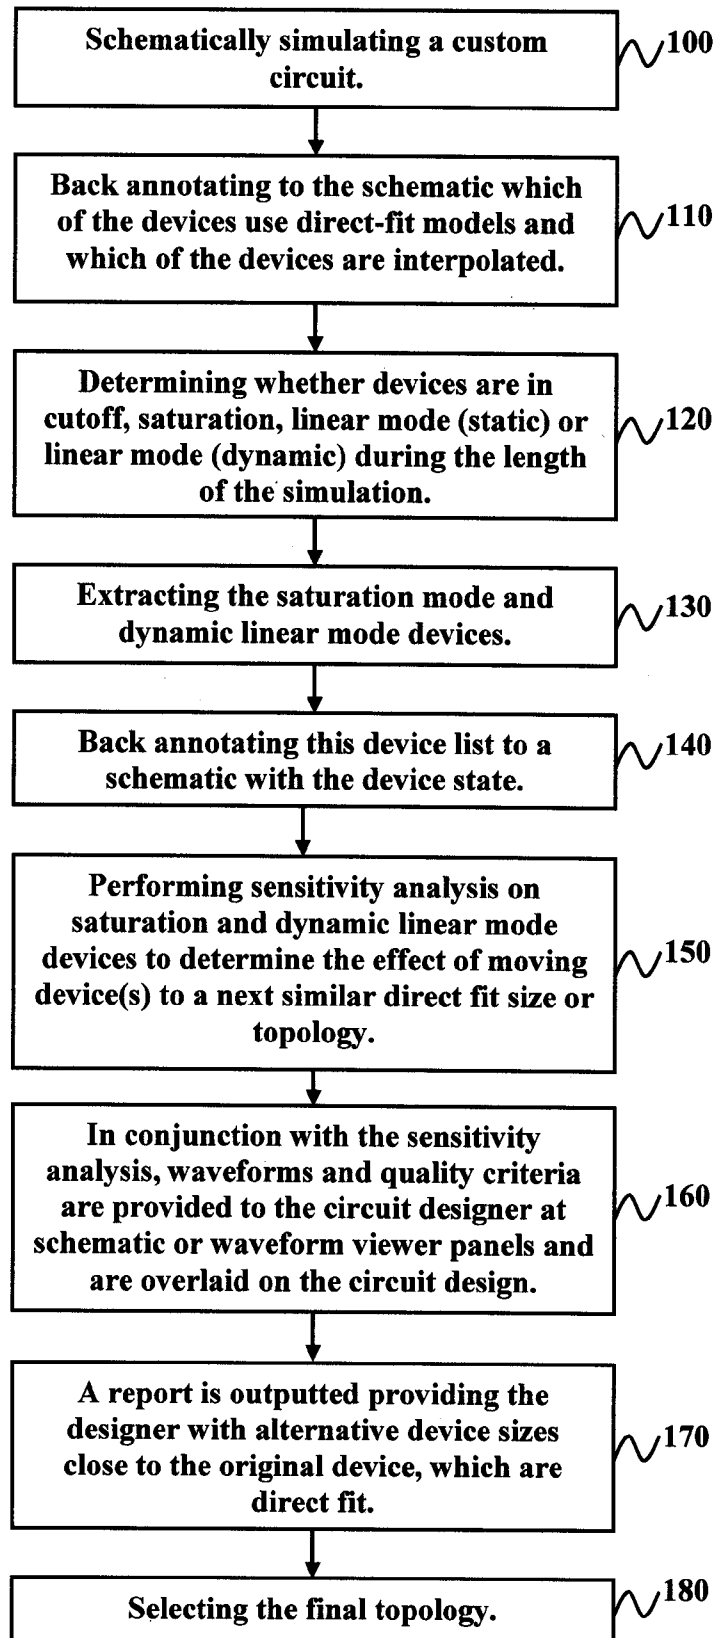 Schematically simulating a custom
circuit.
100
Back annotating to the schematic which
of the devices use direct-fit models and
which of the devices are interpolated.
110
Determining whether devices are in
cutoff, saturation, linear mode (static) or
linear mode (dynamic) during the length
of the simulation.
120
Extracting the saturation mode and
dynamic linear mode devices.
130
Back annotating this device list to a
schematic with the device state.
140
Performing sensitivity analysis on
saturation and dynamic linear mode
devices to determine the effect of moving
device(s) to a next similar direct fit size or
topology.
150
In conjunction with the sensitivity
analysis, waveforms and quality criteria
are provided to the circuit designer at
schematic or waveform viewer panels and
are overlaid on the circuit design.
160
A report is outputted providing the
designer with alternative device sizes
close to the original device, which are
direct fit.
170
Selecting the final topology.
180